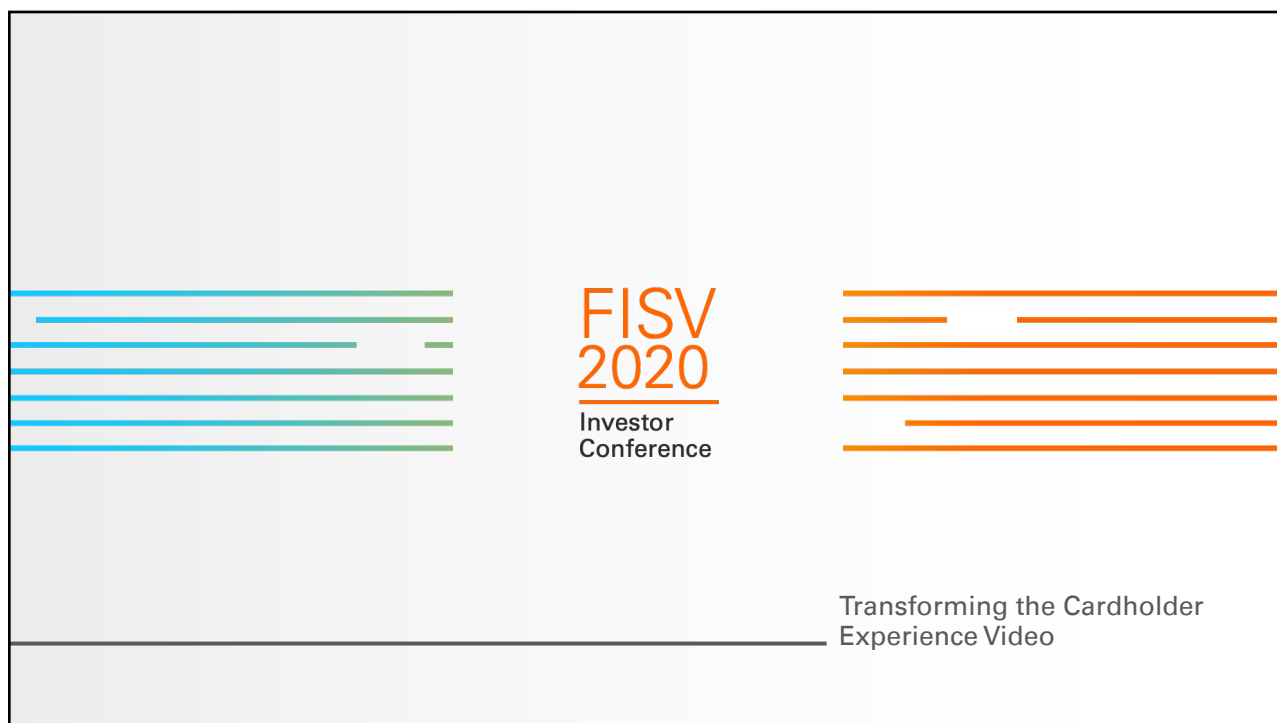 FISV
2020
Investor
Conference
Transforming the Cardholder
Experience Video